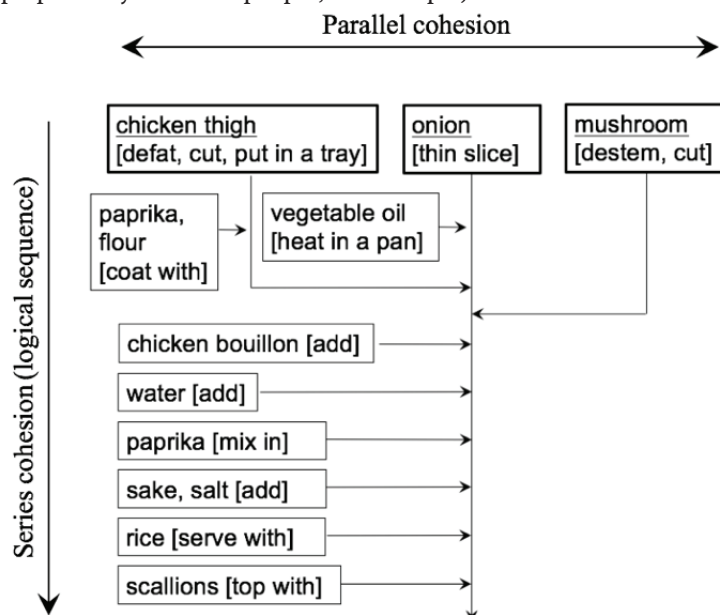 Parallel cohesion
Series cohesion (logical sequence)
chicken thigh
[defat, cut, put in a tray]
onion
[thin slice]
mushroom
[destem, cut]
paprika,
flour
[coat with]
vegetable oil
[heat in a pan]
chicken bouillon [add]
water [add]
paprika [mix in]
sake, salt [add]
rice [serve with]
scallions [top with]